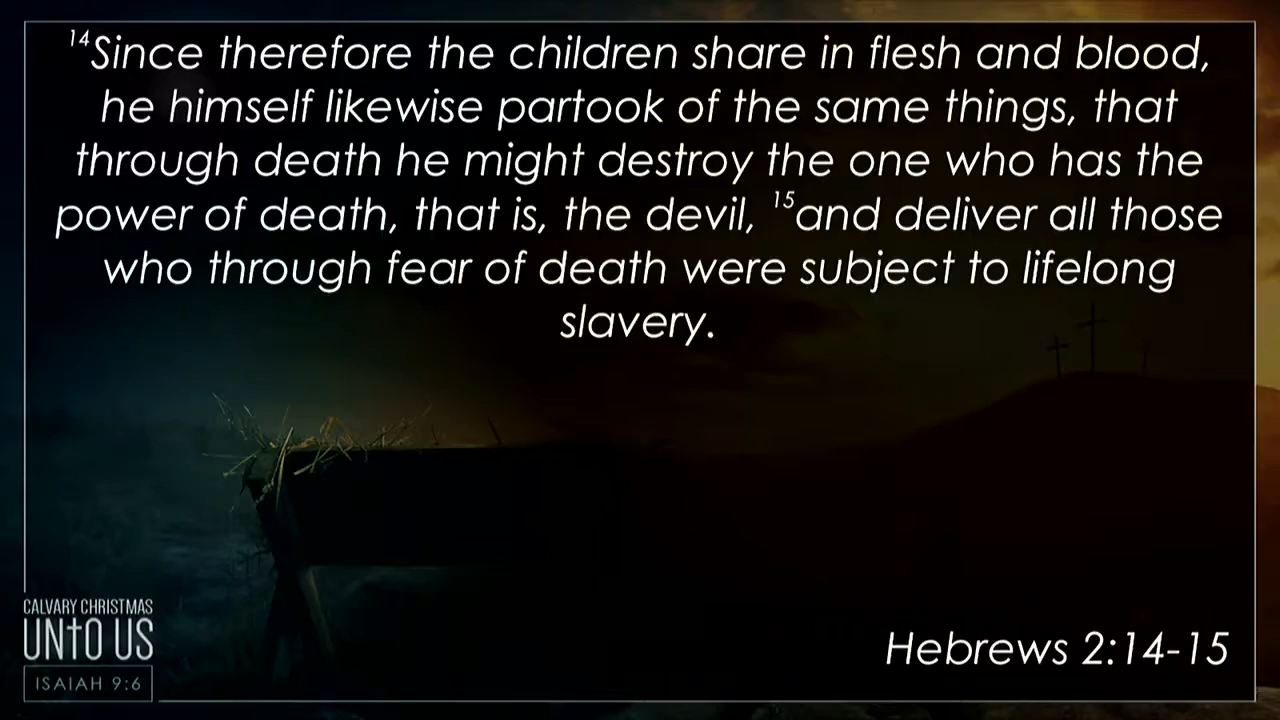 ¹⁴Since therefore the children share in flesh and blood,
he himself likewise partook of the same things, that
through death he might destroy the one who has the
power of death, that is, the devil, ¹⁵and deliver all those
who through fear of death were subject to lifelong
slavery.
CALVARY CHRISTMAS
UNTO US
ISAIAH 9:6
Hebrews 2:14-15